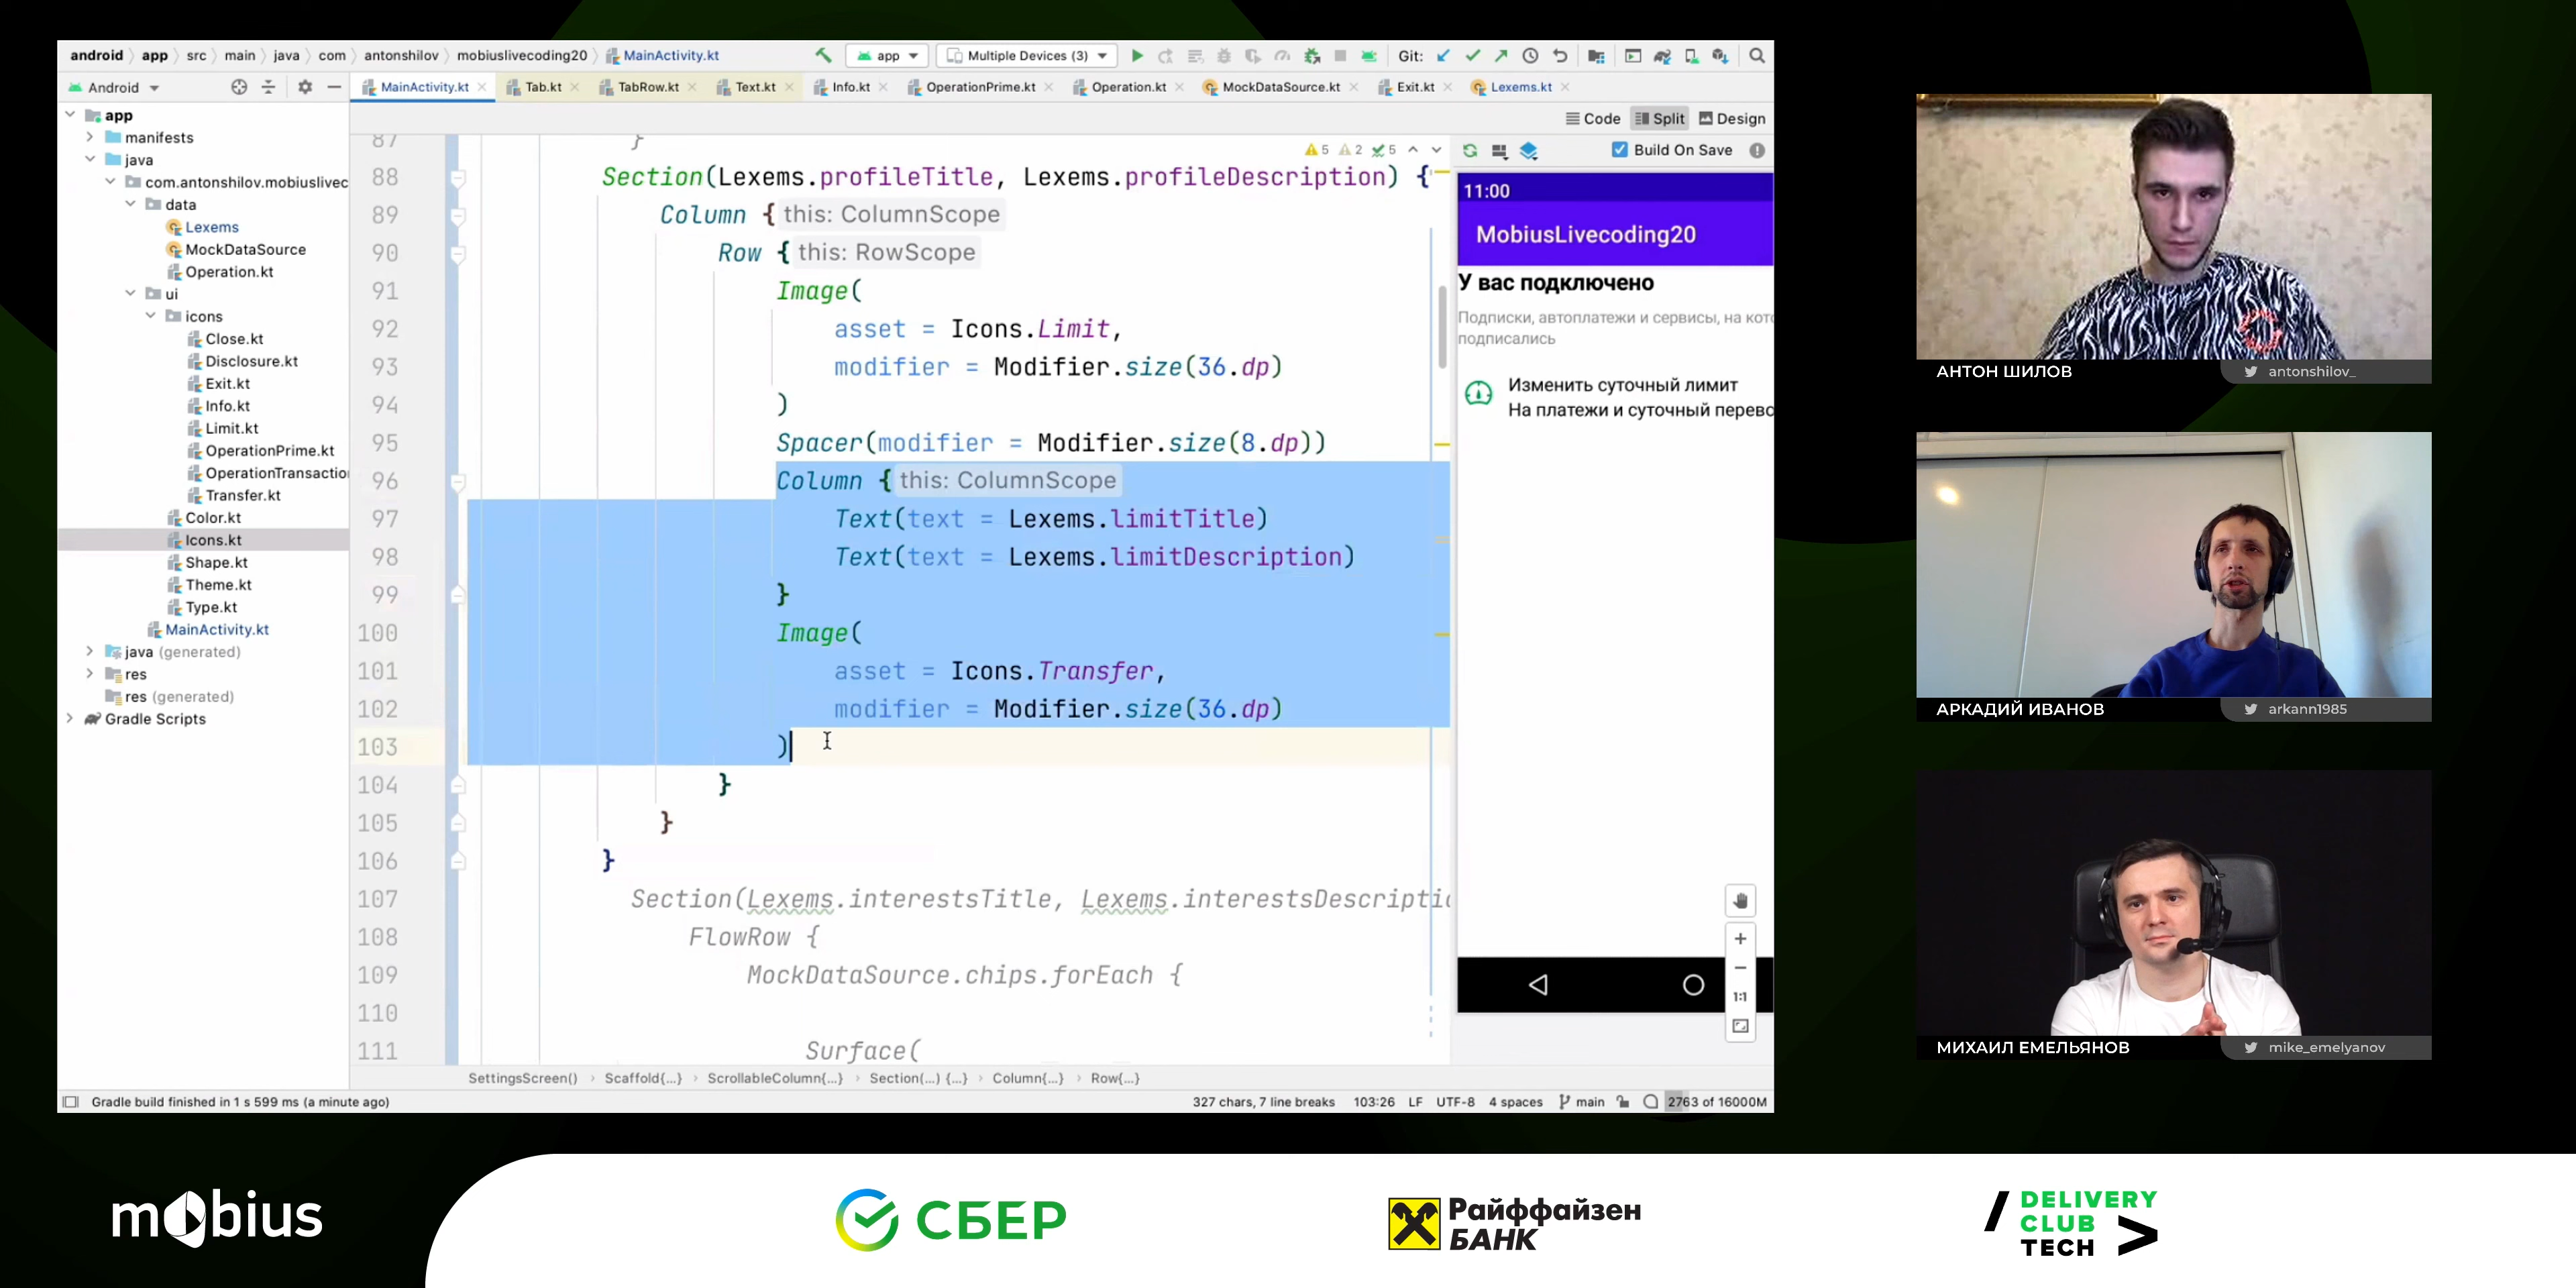 android app src main java com antonshilov mobiuslivecoding20 MainActivity.kt
app Multiple Devices (3) Git:
Android
MainActivity.kt Tab.kt TabRow.kt Text.kt Info.kt OperationPrime.kt Operation.kt MockDataSource.kt Exit.kt Lexems.kt
Code Split Design
5 2 5
Build On Save
app
manifests
java
com.antonshilov.mobiuslivec
data
Lexems
MockDataSource
Operation.kt
ui
icons
Close.kt
Disclosure.kt
Exit.kt
Info.kt
Limit.kt
OperationPrime.kt
OperationTransactio
Transfer.kt
Color.kt
Icons.kt
Shape.kt
Theme.kt
Type.kt
MainActivity.kt
java (generated)
res
res (generated)
Gradle Scripts
87 }
88 Section(Lexems.profileTitle, Lexems.profileDescription) {
89 Column { this: ColumnScope
90 Row { this: RowScope
91 Image(
92 asset = Icons.Limit,
93 modifier = Modifier.size(36.dp)
94 )
95 Spacer(modifier = Modifier.size(8.dp))
96 Column { this: ColumnScope
97 Text(text = Lexems.limitTitle)
98 Text(text = Lexems.limitDescription)
99 }
100 Image(
101 asset = Icons.Transfer,
102 modifier = Modifier.size(36.dp)
103 )
104 }
105 }
106 }
107 Section(Lexems.interestsTitle, Lexems.interestsDescriptio
108 FlowRow {
109 MockDataSource.chips.forEach {
110
111 Surface(
11:00
MobiusLivecoding20
У вас подключено
Подписки, автоплатежи и сервисы, на кото
подписались
Изменить суточный лимит
На платежи и суточный перево
1:1
SettingsScreen() Scaffold{...} ScrollableColumn{...} Section(...) {...} Column{...} Row{...}
Gradle build finished in 1 s 599 ms (a minute ago)
327 chars, 7 line breaks 103:26 LF UTF-8 4 spaces main 2763 of 16000M
АНТОН ШИЛОВ
antonshilov_
АРКАДИЙ ИВАНОВ
arkann1985
МИХАИЛ ЕМЕЛЬЯНОВ
mike_emelyanov
mobius
СБЕР
Райффайзен
БАНК
DELIVERY
CLUB
TECH